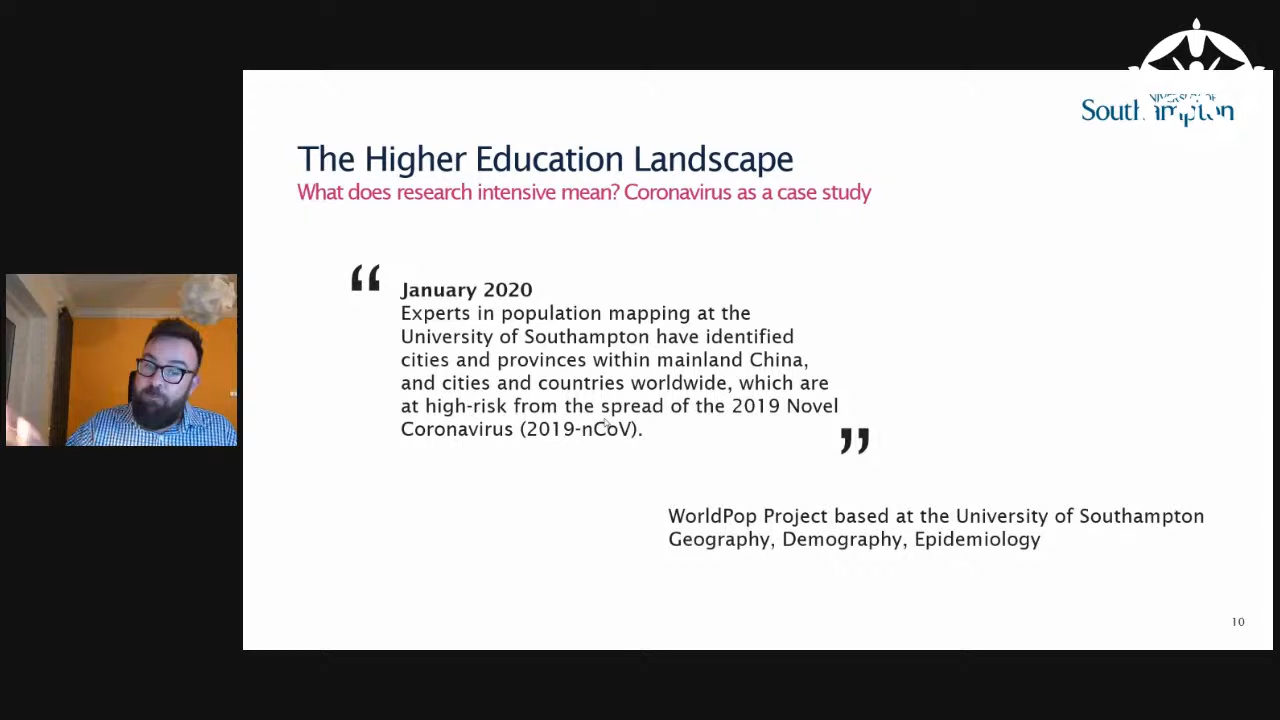 Southampton
The Higher Education Landscape
What does research intensive mean? Coronavirus as a case study
“
January 2020
Experts in population mapping at the
University of Southampton have identified
cities and provinces within mainland China,
and cities and countries worldwide, which are
at high-risk from the spread of the 2019 Novel
Coronavirus (2019-nCoV).
”
WorldPop Project based at the University of Southampton
Geography, Demography, Epidemiology
10